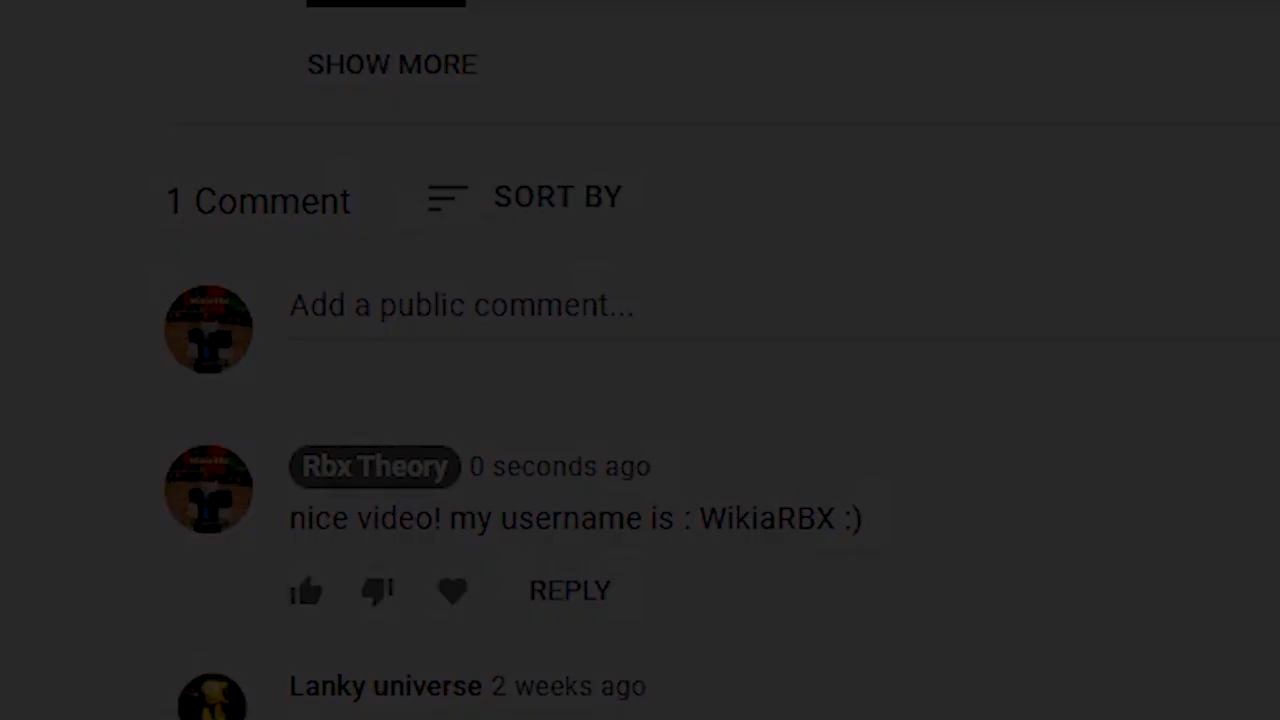 SHOW MORE
1 Comment
SORT BY
Add a public comment...
Rbx Theory 0 seconds ago
nice video! my username is : WikiaRBX :)
REPLY
Lanky universe 2 weeks ago